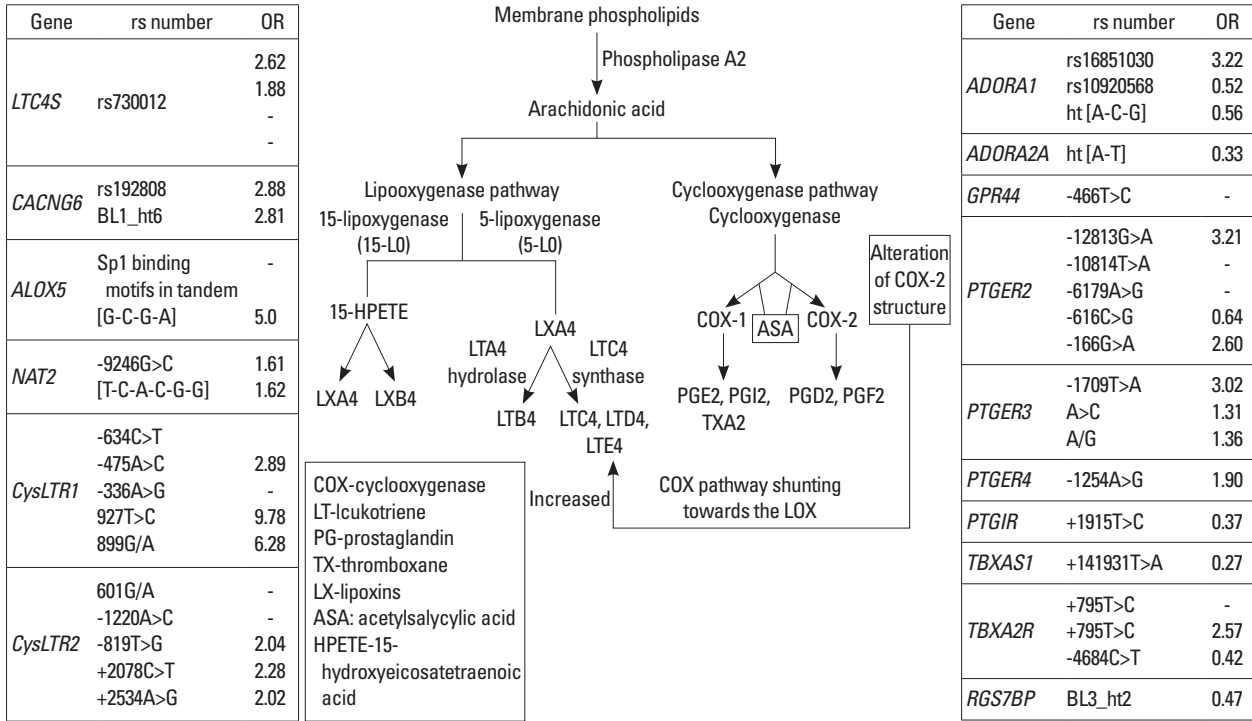 Gene rs number OR
2.62
LTC4S rs730012 1.88
-
-
CACNG6 rs192808 2.88
BL1_ht6 2.81
ALOX5 Sp1 binding -
motifs in tandem
[G-C-G-A] 5.0
NAT2 -9246G>C 1.61
[T-C-A-C-G-G] 1.62
CysLTR1 -634C>T
-475A>C 2.89
-336A>G -
927T>C 9.78
899G/A 6.28
CysLTR2 601G/A -
-1220A>C -
-819T>G 2.04
+2078C>T 2.28
+2534A>G 2.02
Membrane phospholipids
Phospholipase A2
Arachidonic acid
Lipooxygenase pathway
15-lipoxygenase
(15-L0)
5-lipoxygenase
(5-L0)
15-HPETE
LXA4 LXB4
LXA4
LTA4
hydrolase
LTC4
synthase
LTB4
LTC4, LTD4,
LTE4
Cyclooxygenase pathway
Cyclooxygenase
COX-1 ASA COX-2
PGE2, PGI2,
TXA2
PGD2, PGF2
Alteration
of COX-2
structure
Increased
COX pathway shunting
towards the LOX
COX-cyclooxygenase
LT-lcukotriene
PG-prostaglandin
TX-thromboxane
LX-lipoxins
ASA: acetylsalycylic acid
HPETE-15-
hydroxyeicosatetraenoic
acid
Gene rs number OR
ADORA1 rs16851030 3.22
rs10920568 0.52
ht [A-C-G] 0.56
ADORA2A ht [A-T] 0.33
GPR44 -466T>C -
PTGER2 -12813G>A 3.21
-10814T>A -
-6179A>G -
-616C>G 0.64
-166G>A 2.60
PTGER3 -1709T>A 3.02
A>C 1.31
A/G 1.36
PTGER4 -1254A>G 1.90
PTGIR +1915T>C 0.37
TBXAS1 +141931T>A 0.27
TBXA2R +795T>C -
+795T>C 2.57
-4684C>T 0.42
RGS7BP BL3_ht2 0.47